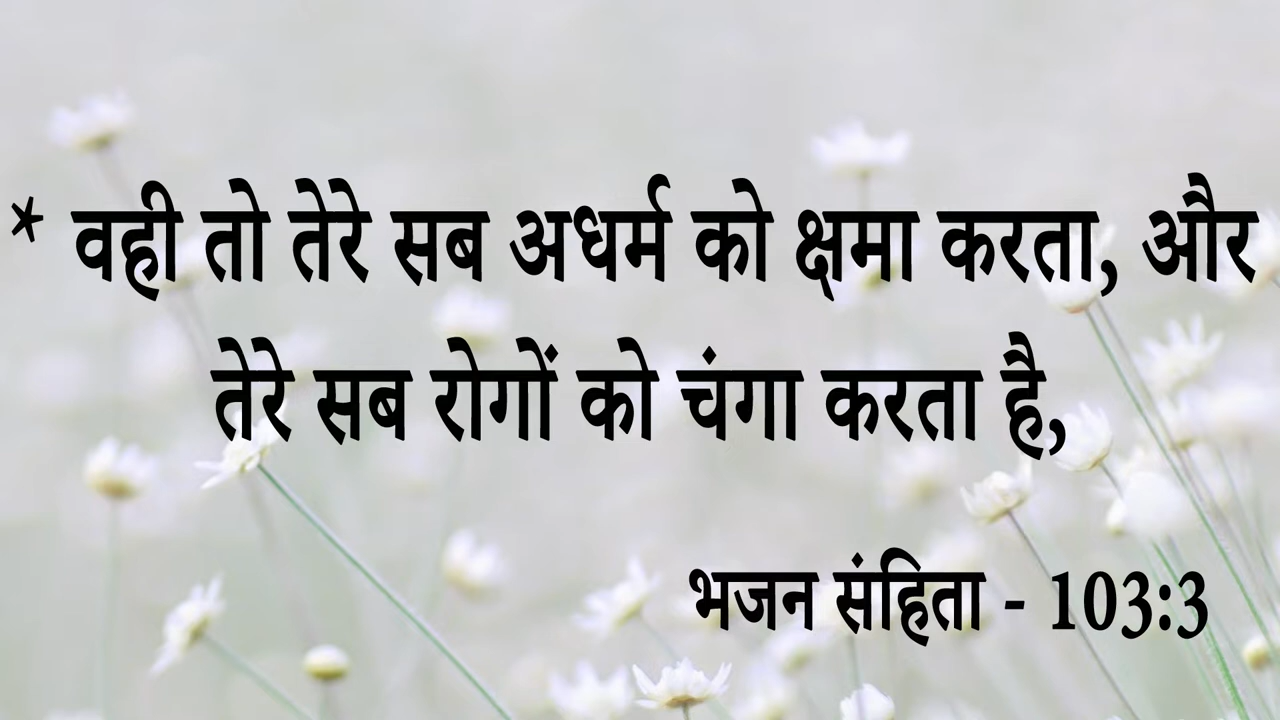 * वही तो तेरे सब अधर्म को क्षमा करता, और
तेरे सब रोगों को चंगा करता है,
भजन संहिता - 103:3